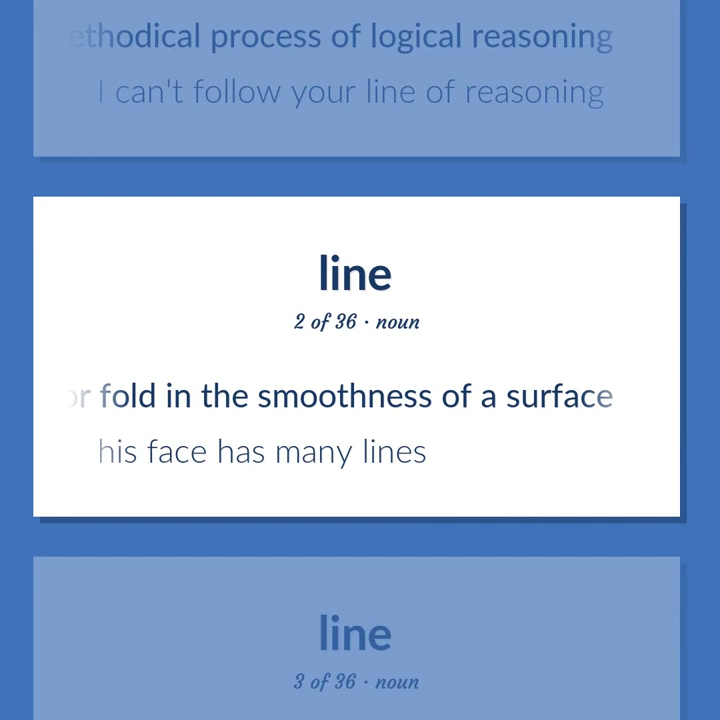 ethodical process of logical reasoning
I can't follow your line of reasoning
line
2 of 36 · noun
or fold in the smoothness of a surface
his face has many lines
line
3 of 36 · noun